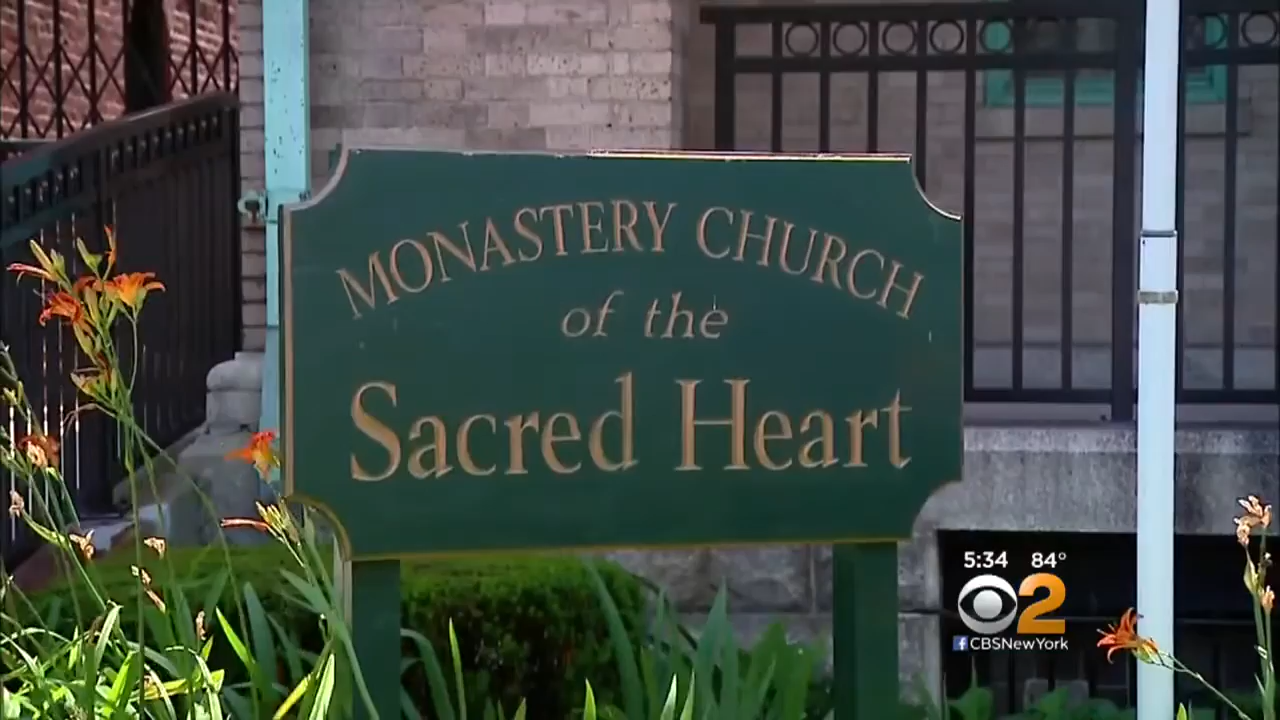 MONASTERY CHURCH
of the
Sacred Heart
5:34 84°
2
f CBSNewYork